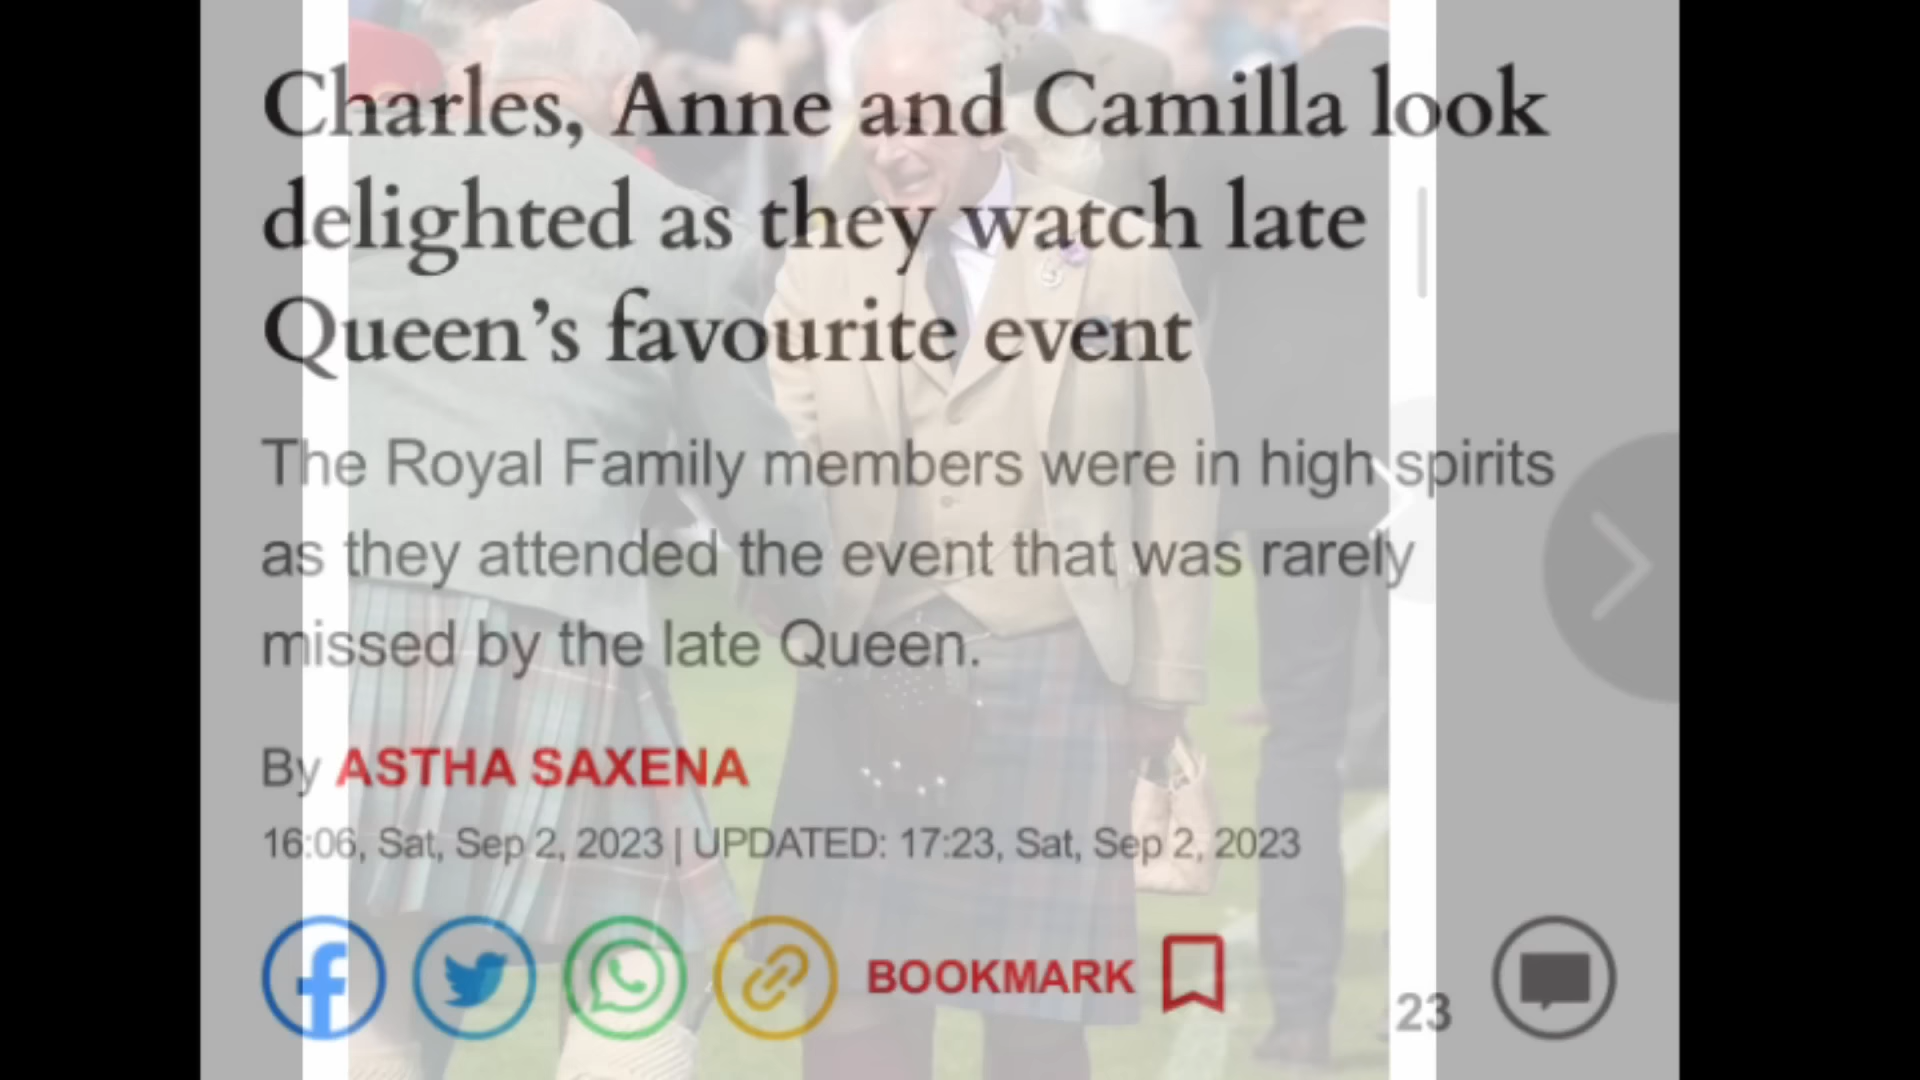 Charles, Anne and Camilla look
delighted as they watch late
Queen’s favourite event
The Royal Family members were in high spirits
as they attended the event that was rarely
missed by the late Queen.
By ASTHA SAXENA
16:06, Sat, Sep 2, 2023 | UPDATED: 17:23, Sat, Sep 2, 2023
BOOKMARK
23